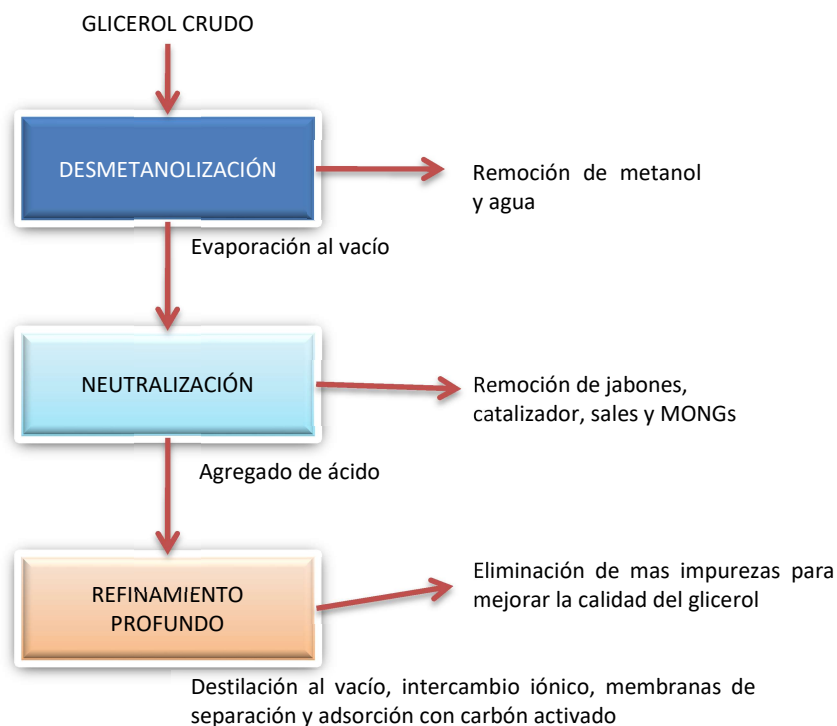 GLICEROL CRUDO
DESMETANOLIZACIÓN
Remoción de metanol
y agua
Evaporación al vacío
NEUTRALIZACIÓN
Remoción de jabones,
catalizador, sales y MONGs
Agregado de ácido
REFINAMIENTO
PROFUNDO
Eliminación de mas impurezas para
mejorar la calidad del glicerol
Destilación al vacío, intercambio iónico, membranas de
separación y adsorción con carbón activado